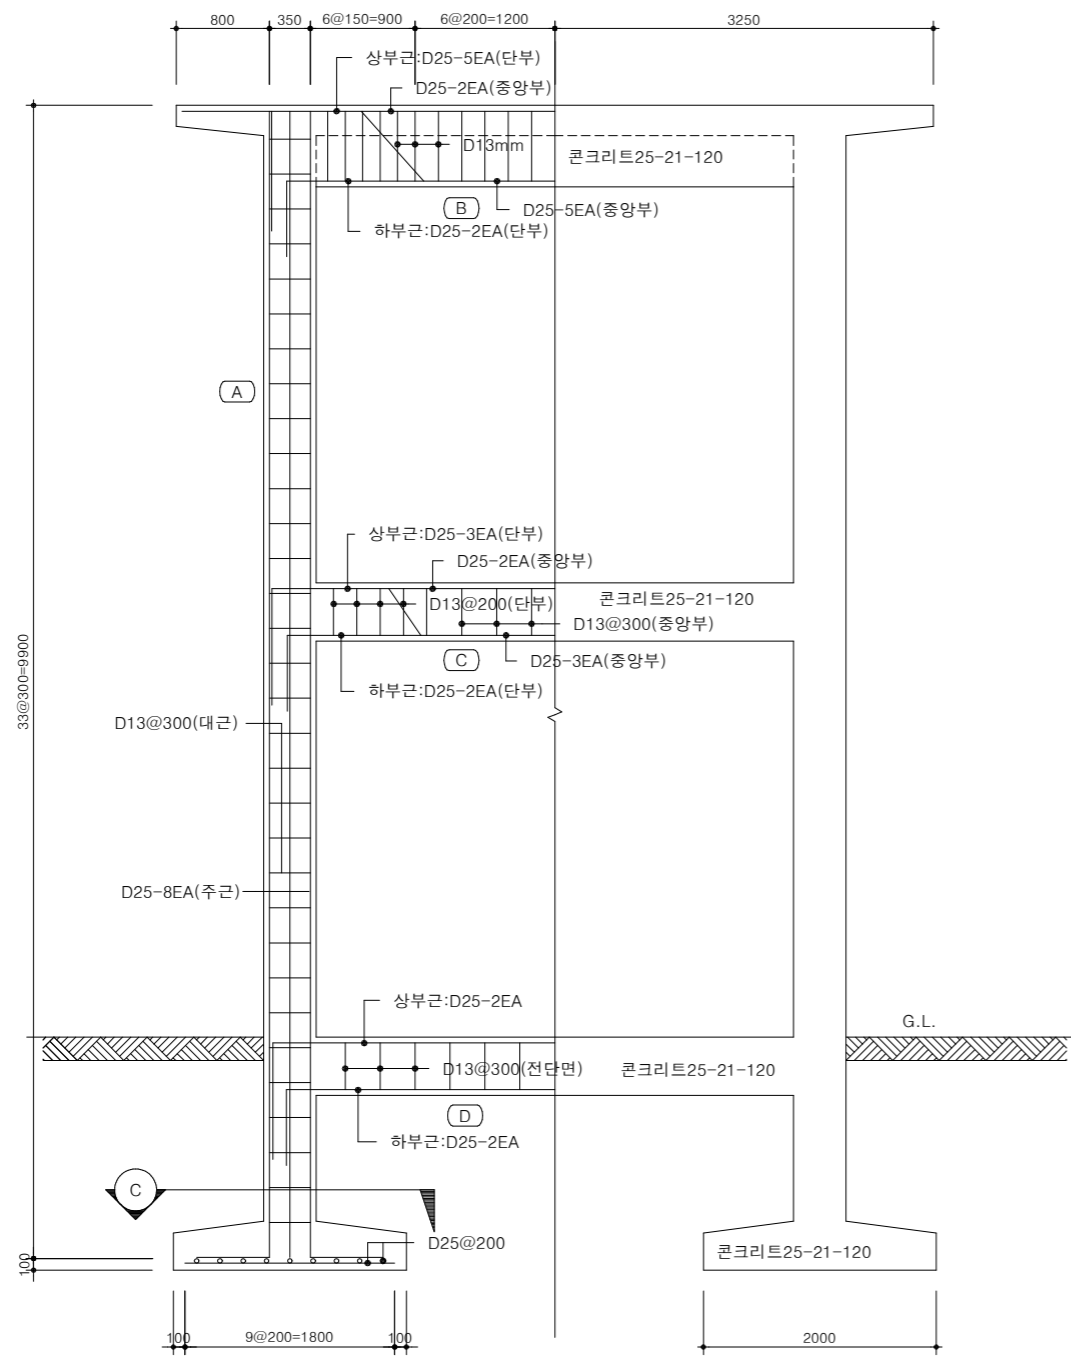 800
350
6@150=900
6@200=1200
3250
상부근:D25-5EA(단부)
D25-2EA(중앙부)
D13mm
콘크리트25-21-120
B
D25-5EA(중앙부)
하부근:D25-2EA(단부)
A
상부근:D25-3EA(단부)
D25-2EA(중앙부)
D13@200(단부)
콘크리트25-21-120
D13@300(중앙부)
C
D25-3EA(중앙부)
하부근:D25-2EA(단부)
33@300=9900
D13@300(대근)
D25-8EA(주근)
상부근:D25-2EA
G.L.
D13@300(전단면)
콘크리트25-21-120
D
하부근:D25-2EA
C
D25@200
콘크리트25-21-120
100
100
9@200=1800
100
2000